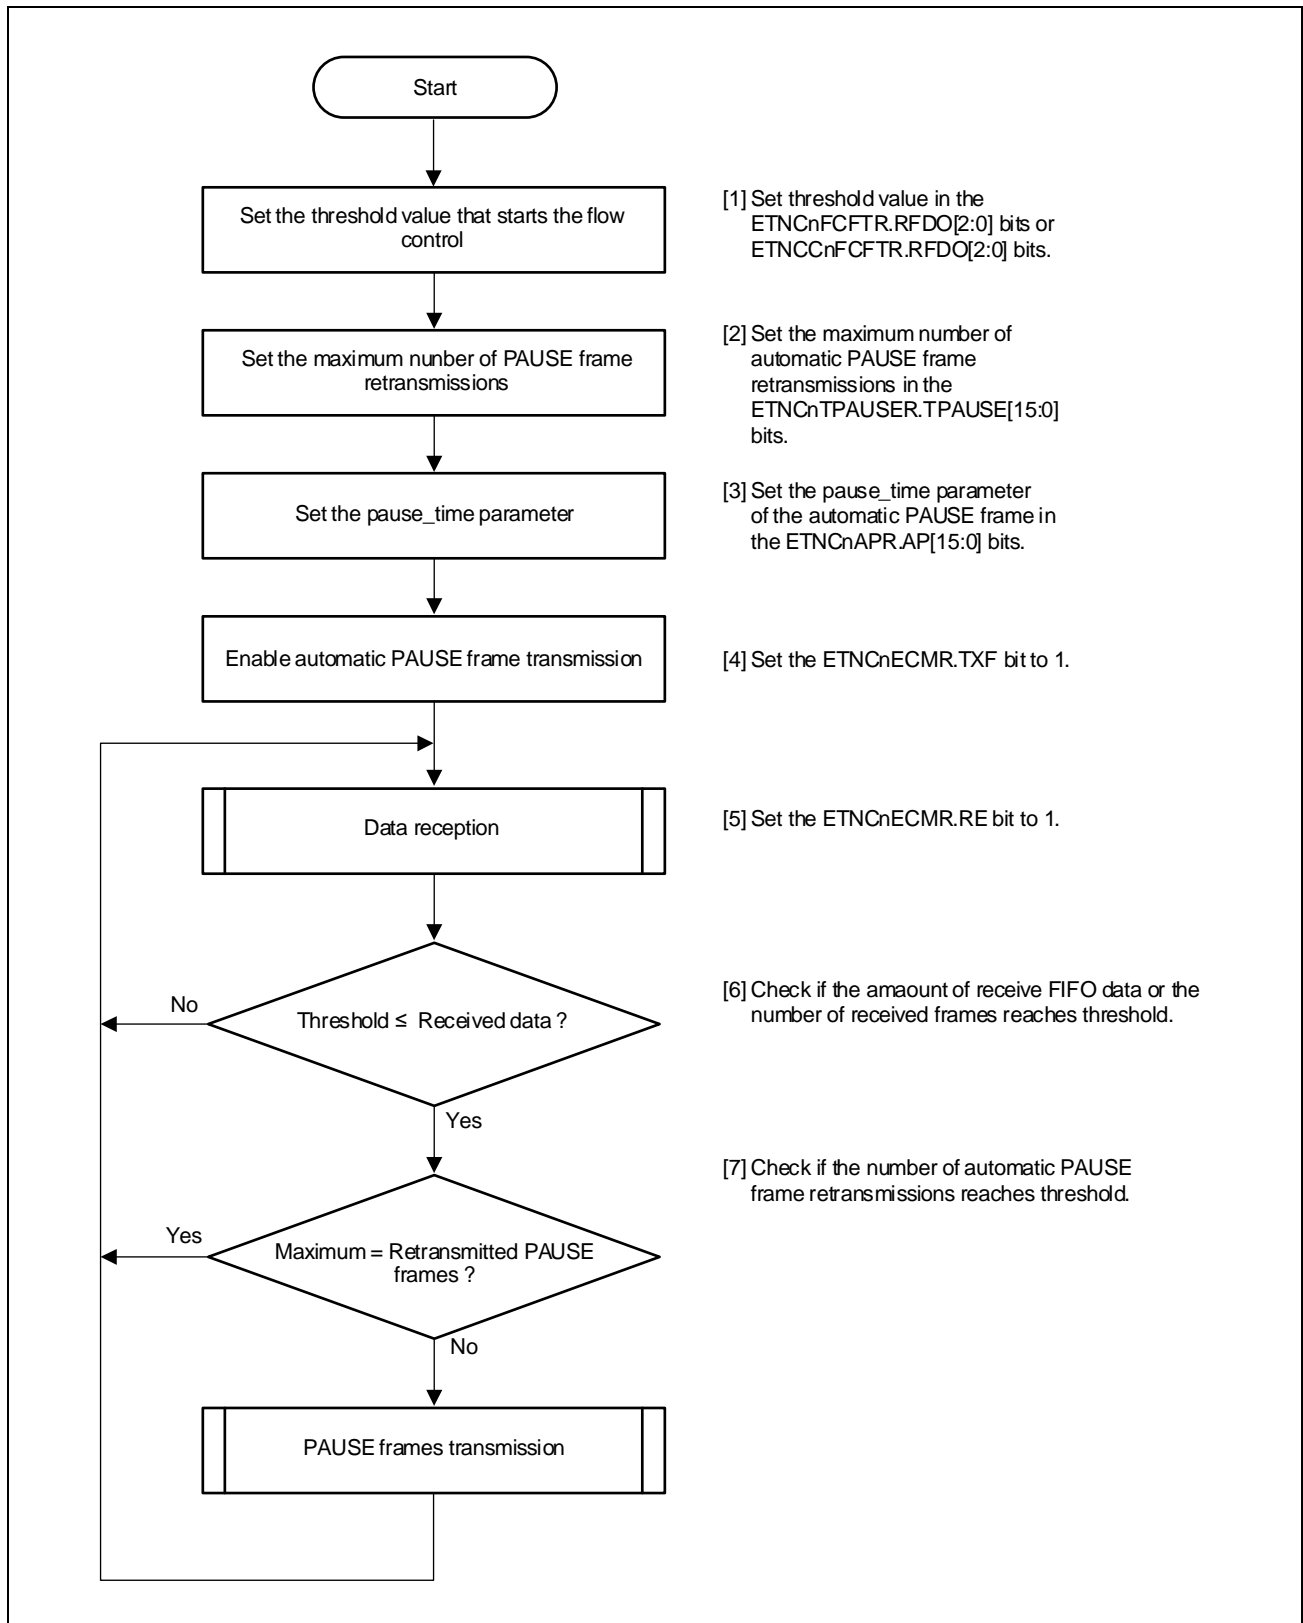 Start
Set the threshold value that starts the flow
control
[1] Set threshold value in the
ETNCnFCFTR.RFDO[2:0] bits or
ETNCCnFCFTR.RFDO[2:0] bits.
Set the maximum nunber of PAUSE frame
retransmissions
[2] Set the maximum number of
automatic PAUSE frame
retransmissions in the
ETNCnTPAUSER.TPAUSE[15:0]
bits.
Set the pause_time parameter
[3] Set the pause_time parameter
of the automatic PAUSE frame in
the ETNCnAPR.AP[15:0] bits.
Enable automatic PAUSE frame transmission
[4] Set the ETNCnECMR.TXF bit to 1.
Data reception
[5] Set the ETNCnECMR.RE bit to 1.
No
Threshold ≤ Received data ?
[6] Check if the amaount of receive FIFO data or the
number of received frames reaches threshold.
Yes
[7] Check if the number of automatic PAUSE
frame retransmissions reaches threshold.
Yes
Maximum = Retransmitted PAUSE
frames ?
No
PAUSE frames transmission